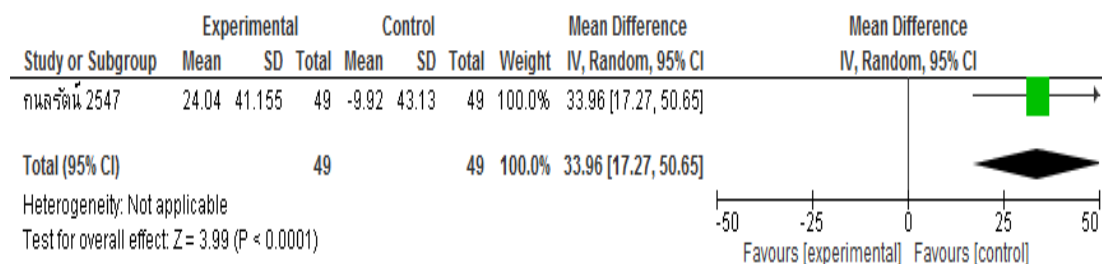 Experimental Control Mean Difference Mean Difference
Study or Subgroup Mean SD Total Mean SD Total Weight IV, Random, 95% CI IV, Random, 95% CI
กนลรัตน์ 2547 24.04 41.155 49 -9.92 43.13 49 100.0% 33.96 [17.27, 50.65]
Total (95% CI) 49 49 100.0% 33.96 [17.27, 50.65]
Heterogeneity: Not applicable
Test for overall effect: Z = 3.99 (P < 0.0001)
-50 -25 0 25 50
Favours [experimental] Favours [control]